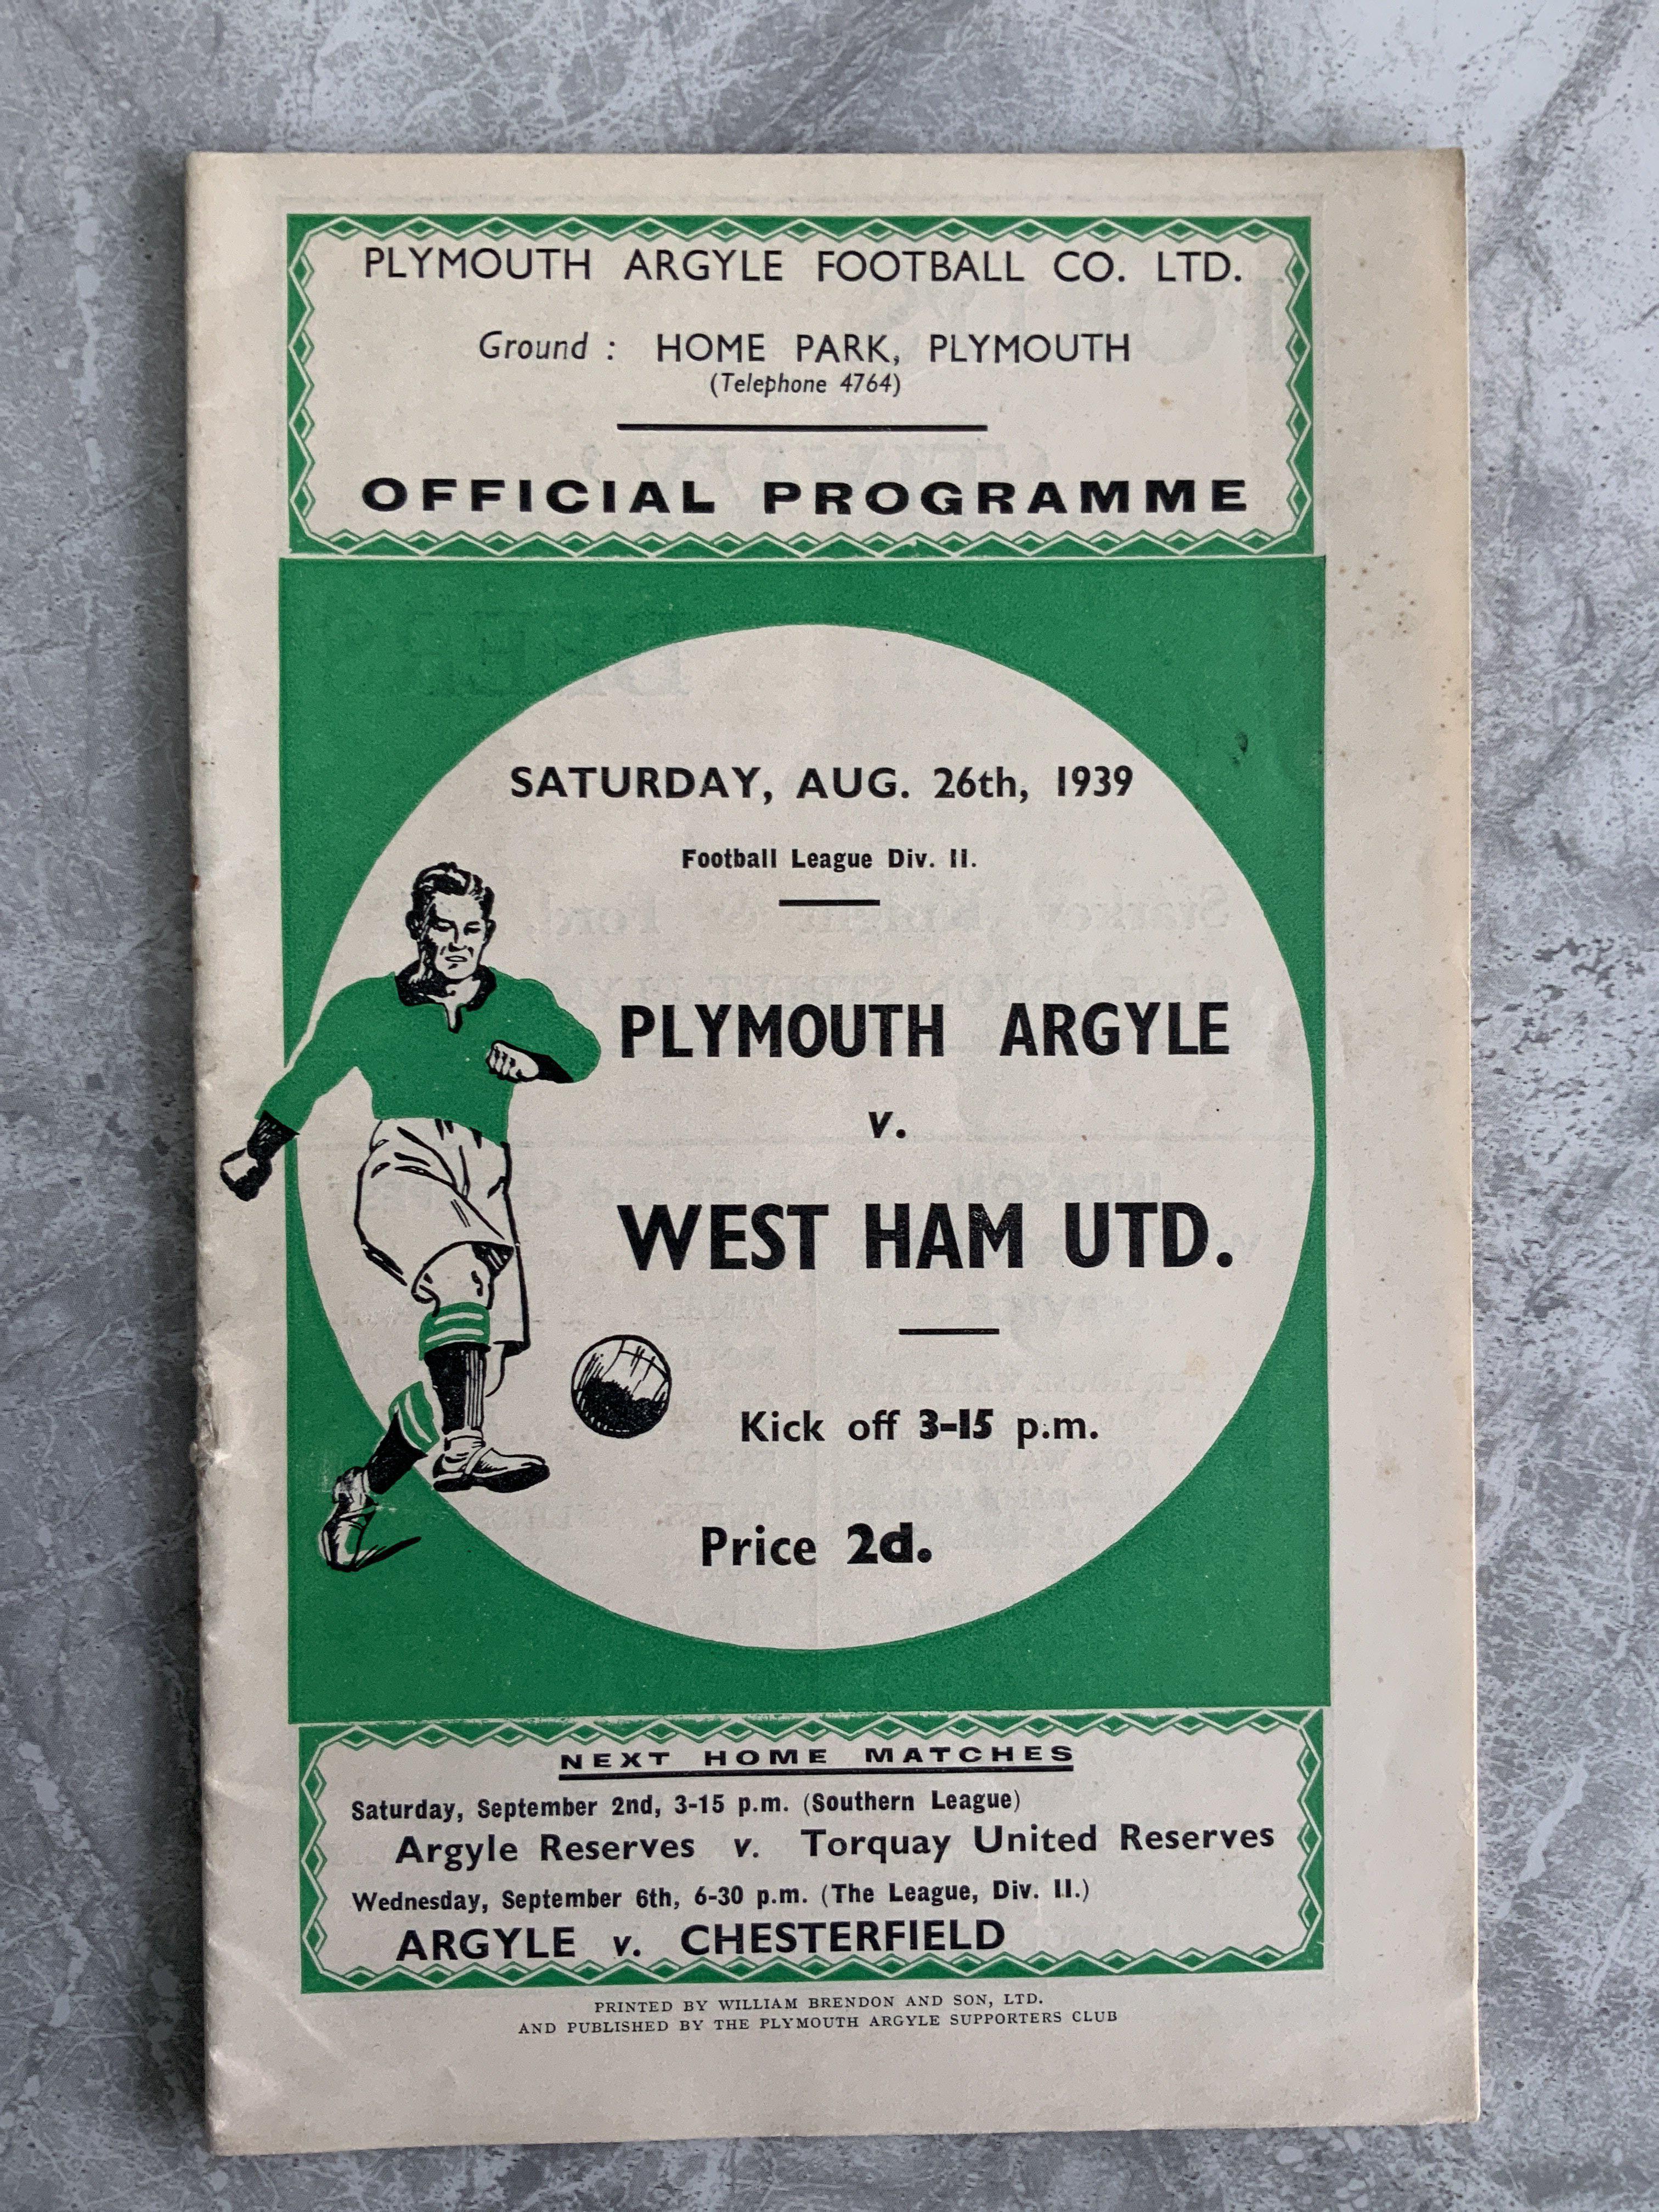 PLYMOUTH ARGYLE FOOTBALL CO. LTD.
Ground : HOME PARK, PLYMOUTH
(Telephone 4764)
OFFICIAL PROGRAMME
SATURDAY, AUG. 26th, 1939
Football League Div. II.
PLYMOUTH ARGYLE
v.
WEST HAM UTD.
Kick off 3-15 p.m.
Price 2d.
NEXT HOME MATCHES
Saturday, September 2nd, 3-15 p.m. (Southern League)
Argyle Reserves v. Torquay United Reserves
Wednesday, September 6th, 6-30 p.m. (The League, Div. II.)
ARGYLE v. CHESTERFIELD
PRINTED BY WILLIAM BRENDON AND SON, LTD.
AND PUBLISHED BY THE PLYMOUTH ARGYLE SUPPORTERS CLUB